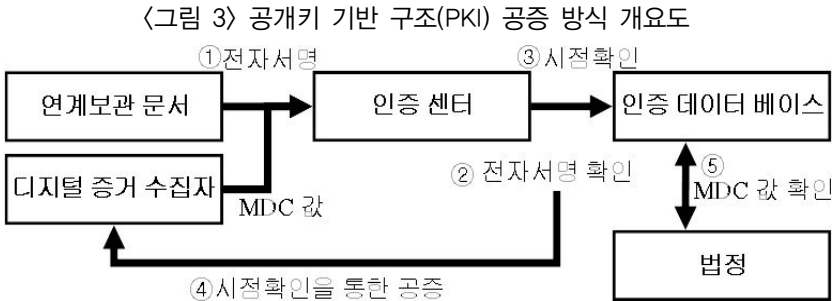 〈그림 3〉 공개키 기반 구조(PKI) 공증 방식 개요도
①전자서명
③시점확인
연계보관 문서
인증 센터
인증 데이터 베이스
디지털 증거 수집자
MDC 값
② 전자서명 확인
⑤
MDC 값 확인
법정
④시점확인을 통한 공증